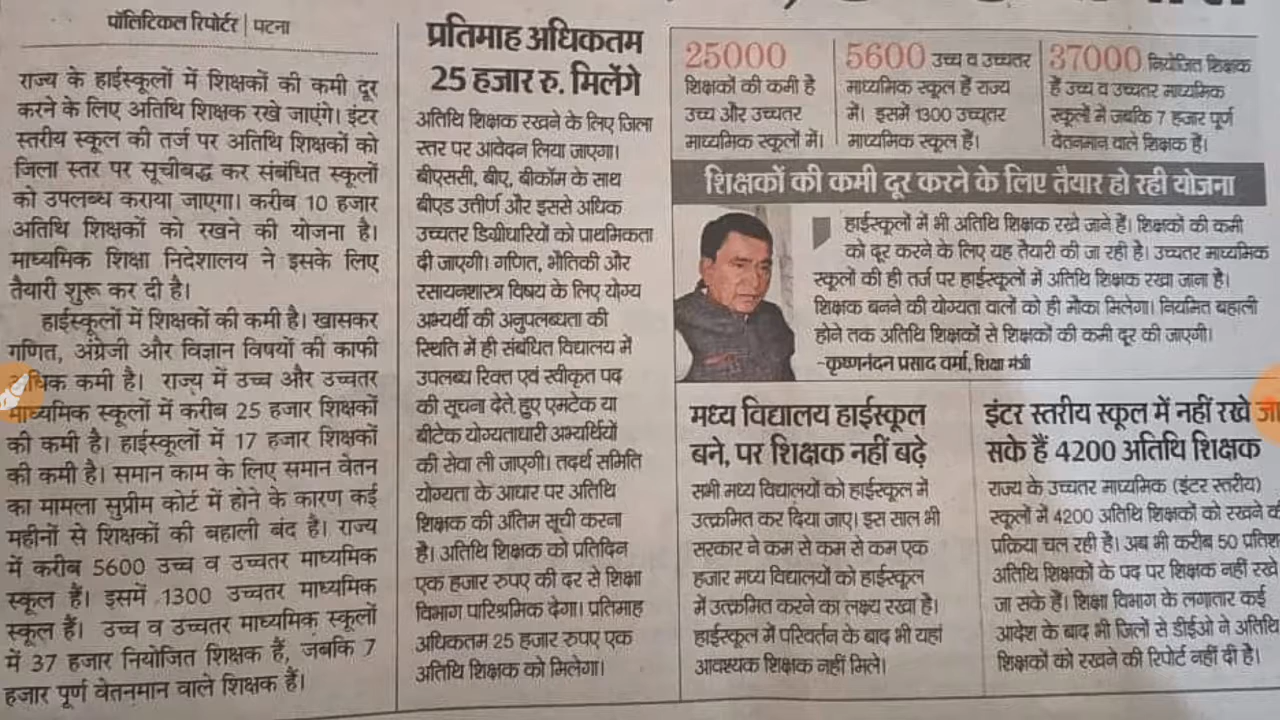 पॉलिटिकल रिपोर्टर | पटना
राज्य के हाईस्कूलों में शिक्षकों की कमी दूर
करने के लिए अतिथि शिक्षक रखे जाएंगे। इंटर
स्तरीय स्कूल की तर्ज पर अतिथि शिक्षकों को
जिला स्तर पर सूचीबद्ध कर संबंधित स्कूलों
को उपलब्ध कराया जाएगा। करीब 10 हजार
अतिथि शिक्षकों को रखने की योजना है।
माध्यमिक शिक्षा निदेशालय ने इसके लिए
तैयारी शुरू कर दी है।
हाईस्कूलों में शिक्षकों की कमी है। खासकर
गणित, अंग्रेजी और विज्ञान विषयों की काफी
कमी है। राज्य में उच्च और उच्चतर
माध्यमिक स्कूलों में करीब 25 हजार शिक्षकों
की कमी है। हाईस्कूलों में 17 हजार शिक्षकों
की कमी है। समान काम के लिए समान वेतन
का मामला सुप्रीम कोर्ट में होने के कारण कई
महीनों से शिक्षकों की बहाली बंद है। राज्य
में करीब 5600 उच्च व उच्चतर माध्यमिक
स्कूल हैं। इसमें 1300 उच्चतर माध्यमिक
स्कूल हैं। उच्च व उच्चतर माध्यमिक स्कूलों
में 37 हजार नियोजित शिक्षक हैं, जबकि 7
हजार पूर्ण वेतनमान वाले शिक्षक हैं।
प्रतिमाह अधिकतम
25 हजार रु. मिलेंगे
अतिथि शिक्षक रखने के लिए जिला
स्तर पर आवेदन लिया जाएगा।
बीएससी, बीए, बीकॉम के साथ
बीएड उत्तीर्ण और इससे अधिक
उच्चतर डिग्रीधारियों को प्राथमिकता
दी जाएगी। गणित, भौतिकी और
रसायनशास्त्र विषय के लिए योग्य
अभ्यर्थी की अनुपलब्धता की
स्थिति में ही संबंधित विद्यालय में
उपलब्ध रिक्त एवं स्वीकृत पद
की सूचना देते हुए एमटेक या
बीटेक योग्यताधारी अभ्यर्थियों
की सेवा ली जाएगी। तदर्थ समिति
योग्यता के आधार पर अतिथि
शिक्षक की अंतिम सूची करना
है। अतिथि शिक्षक को प्रतिदिन
एक हजार रुपए की दर से शिक्षा
विभाग पारिश्रमिक देगा। प्रतिमाह
अधिकतम 25 हजार रुपए एक
अतिथि शिक्षक को मिलेगा।
25000
शिक्षकों की कमी है
उच्च और उच्चतर
माध्यमिक स्कूलों में।
5600 उच्च व उच्चतर
माध्यमिक स्कूल हैं राज्य
में। इसमें 1300 उच्चतर
माध्यमिक स्कूल हैं।
37000 नियोजित शिक्षक
हैं उच्च व उच्चतर माध्यमिक
स्कूलों में जबकि 7 हजार पूर्ण
वेतनमान वाले शिक्षक हैं।
शिक्षकों की कमी दूर करने के लिए तैयार हो रही योजना
हाईस्कूलों में भी अतिथि शिक्षक रखे जाने हैं। शिक्षकों की कमी
को दूर करने के लिए यह तैयारी की जा रही है। उच्चतर माध्यमिक
स्कूलों की ही तर्ज पर हाईस्कूलों में अतिथि शिक्षक रखा जाना है।
शिक्षक बनने की योग्यता वालों को ही मौका मिलेगा। नियमित बहाली
होने तक अतिथि शिक्षकों से शिक्षकों की कमी दूर की जाएगी।
-कृष्णनंदन प्रसाद वर्मा, शिक्षा मंत्री
मध्य विद्यालय हाईस्कूल
बने, पर शिक्षक नहीं बढ़े
सभी मध्य विद्यालयों को हाईस्कूल में
उत्क्रमित कर दिया जाए। इस साल भी
सरकार ने कम से कम से कम एक
हजार मध्य विद्यालयों को हाईस्कूल
में उत्क्रमित करने का लक्ष्य रखा है।
हाईस्कूल में परिवर्तन के बाद भी यहां
आवश्यक शिक्षक नहीं मिले।
इंटर स्तरीय स्कूल में नहीं रखे जा
सके हैं 4200 अतिथि शिक्षक
राज्य के उच्चतर माध्यमिक (इंटर स्तरीय)
स्कूलों में 4200 अतिथि शिक्षकों को रखने की
प्रक्रिया चल रही है। अब भी करीब 50 प्रतिश
अतिथि शिक्षकों के पद पर शिक्षक नहीं रखे
जा सके हैं। शिक्षा विभाग के लगातार कई
आदेश के बाद भी जिलों से डीईओ ने अतिथि
शिक्षकों को रखने की रिपोर्ट नहीं दी है।